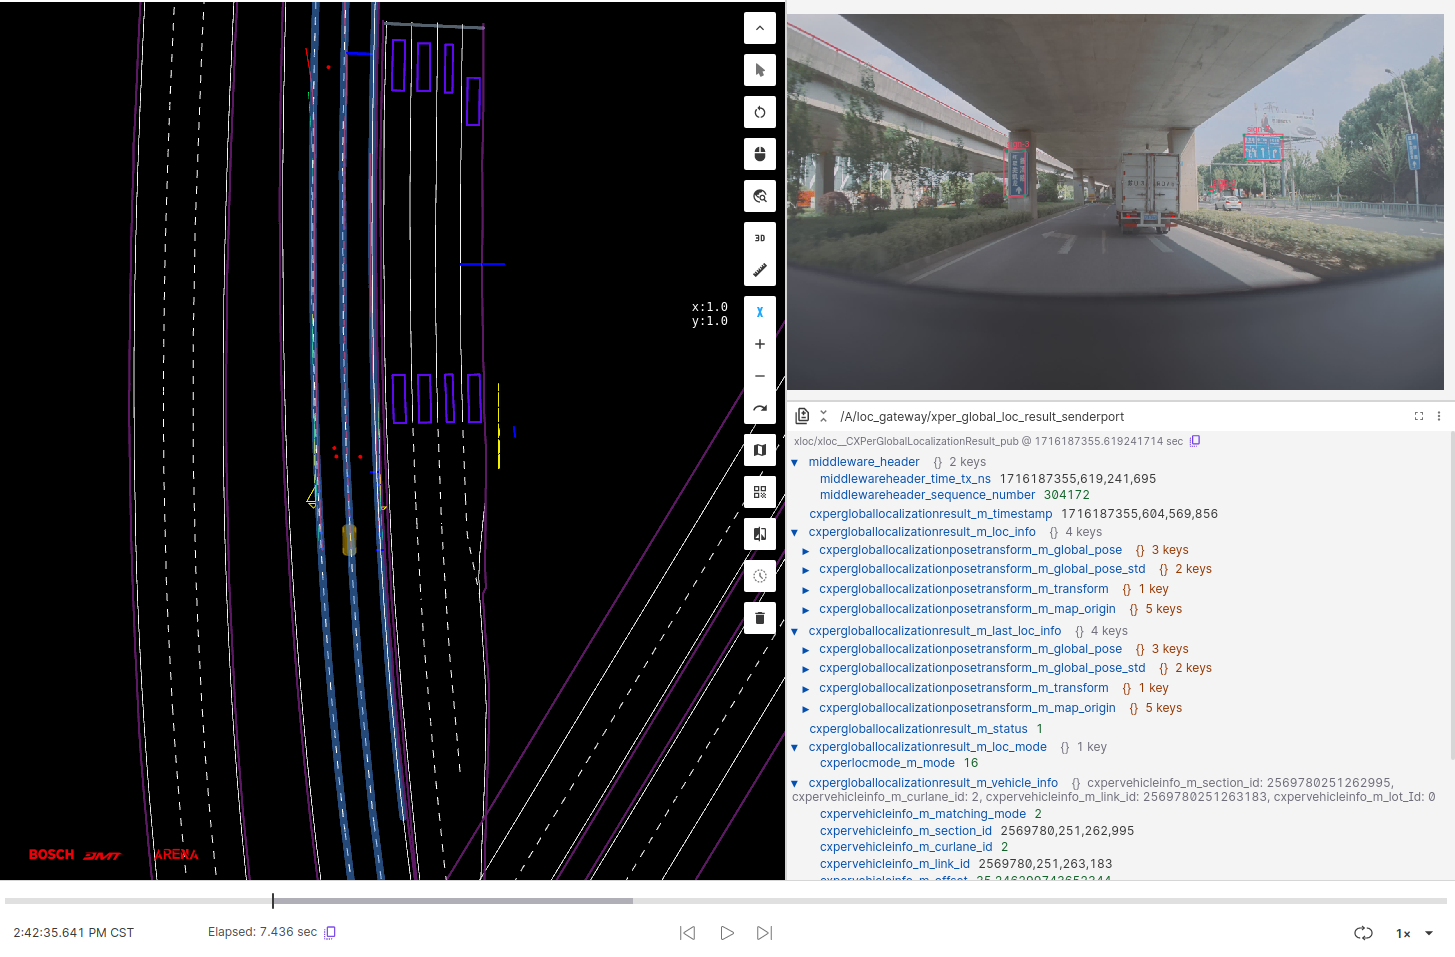 3D
x:1.0
y:1.0
BOSCH
ARENA
sign
/A/loc_gateway/xper_global_loc_result_senderport
xloc/xloc__CXPerGlobalLocalizationResult_pub @ 1716187355.619241714 sec
middleware_header {} 2 keys
middlewareheader_time_tx_ns 1716187355,619,241,695
middlewareheader_sequence_number 304172
cxpergloballocalizationresult_m_timestamp 1716187355,604,569,856
cxpergloballocalizationresult_m_loc_info {} 4 keys
cxpergloballocalizationposetransform_m_global_pose {} 3 keys
cxpergloballocalizationposetransform_m_global_pose_std {} 2 keys
cxpergloballocalizationposetransform_m_transform {} 1 key
cxpergloballocalizationposetransform_m_map_origin {} 5 keys
cxpergloballocalizationresult_m_last_loc_info {} 4 keys
cxpergloballocalizationposetransform_m_global_pose {} 3 keys
cxpergloballocalizationposetransform_m_global_pose_std {} 2 keys
cxpergloballocalizationposetransform_m_transform {} 1 key
cxpergloballocalizationposetransform_m_map_origin {} 5 keys
cxpergloballocalizationresult_m_status 1
cxpergloballocalizationresult_m_loc_mode {} 1 key
cxperlocmode_m_mode 16
cxpergloballocalizationresult_m_vehicle_info {} cxpervehicleinfo_m_section_id: 2569780251262995,
cxpervehicleinfo_m_curlane_id: 2, cxpervehicleinfo_m_link_id: 2569780251263183, cxpervehicleinfo_m_lot_Id: 0
cxpervehicleinfo_m_matching_mode 2
cxpervehicleinfo_m_section_id 2569780,251,262,995
cxpervehicleinfo_m_curlane_id 2
cxpervehicleinfo_m_link_id 2569780,251,263,183
2:42:35.641 PM CST
Elapsed: 7.436 sec
1×